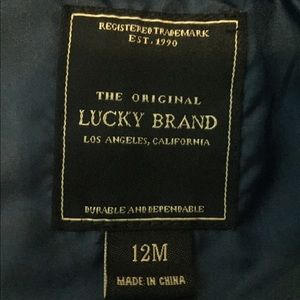 REGISTERED TRADEMARK
EST. 1990
THE ORIGINAL
LUCKY BRAND
LOS ANGELES, CALIFORNIA
DURABLE AND DEPENDABLE
12M
MADE IN CHINA